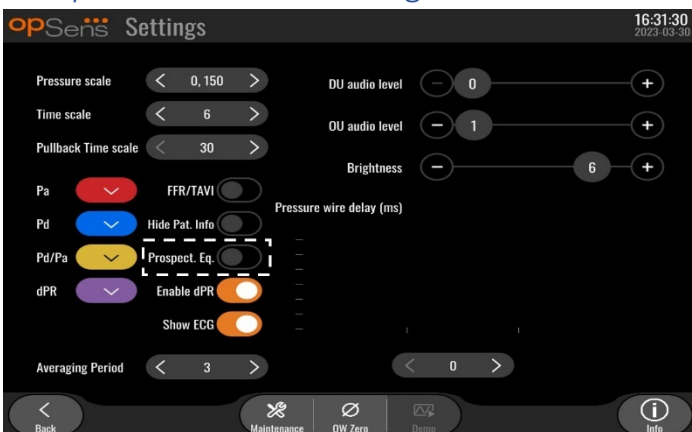 opSens Settings
16:31:30
2023-03-30
Pressure scale < 0, 150 >
Time scale < 6 >
Pullback Time scale < 30 >
DU audio level − 0 +
OU audio level − 1 +
Brightness − 6 +
Pa
FFR/TAVI
Pd
Hide Pat. Info
Pressure wire delay (ms)
Pd/Pa
Prospect. Eq.
dPR
Enable dPR
Show ECG
Averaging Period < 3 >
< 0 >
Back
Maintenance
OW Zero
Demo
Info